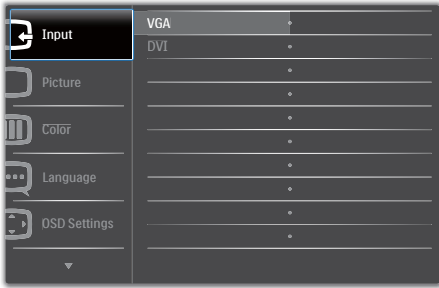 Input
VGA
DVI
Picture
Color
Language
OSD Settings